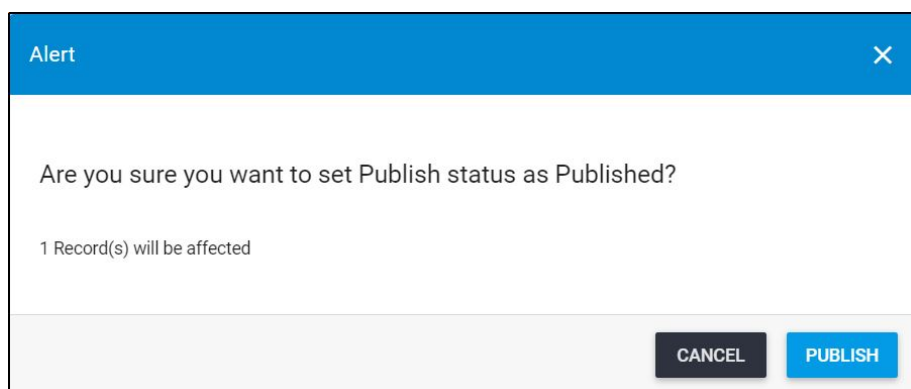 Alert
Are you sure you want to set Publish status as Published?
1 Record(s) will be affected
CANCEL
PUBLISH